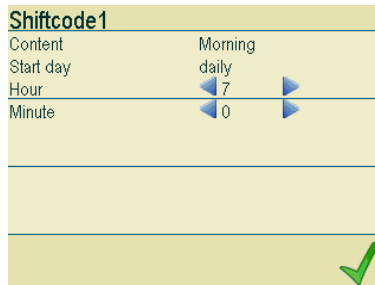 Shiftcode1
Content Morning
Start day daily
Hour 7
Minute 0